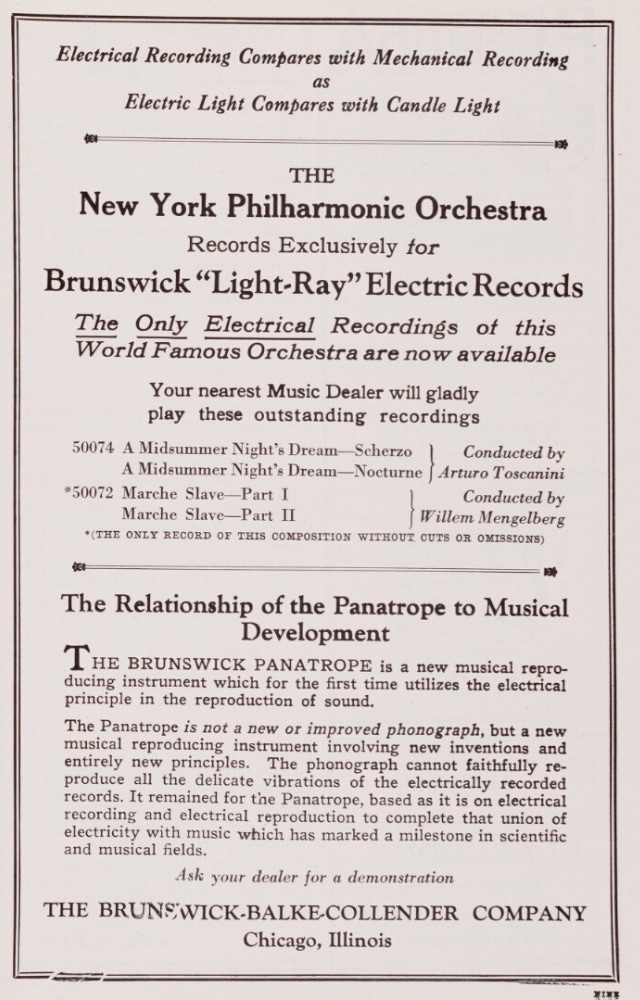 Electrical Recording Compares with Mechanical Recording
as
Electric Light Compares with Candle Light
THE
New York Philharmonic Orchestra
Records Exclusively for
Brunswick “Light-Ray” Electric Records
The Only Electrical Recordings of this
World Famous Orchestra are now available
Your nearest Music Dealer will gladly
play these outstanding recordings
50074 A Midsummer Night's Dream—Scherzo
A Midsummer Night's Dream—Nocturne
Conducted by
Arturo Toscanini
*50072 Marche Slave—Part I
Marche Slave—Part II
Conducted by
Willem Mengelberg
*(THE ONLY RECORD OF THIS COMPOSITION WITHOUT CUTS OR OMISSIONS)
The Relationship of the Panatrope to Musical
Development
THE BRUNSWICK PANATROPE is a new musical repro-
ducing instrument which for the first time utilizes the electrical
principle in the reproduction of sound.
The Panatrope is not a new or improved phonograph, but a new
musical reproducing instrument involving new inventions and
entirely new principles. The phonograph cannot faithfully re-
produce all the delicate vibrations of the electrically recorded
records. It remained for the Panatrope, based as it is on electrical
recording and electrical reproduction to complete that union of
electricity with music which has marked a milestone in scientific
and musical fields.
Ask your dealer for a demonstration
THE BRUNSWICK-BALKE-COLLENDER COMPANY
Chicago, Illinois
NINE